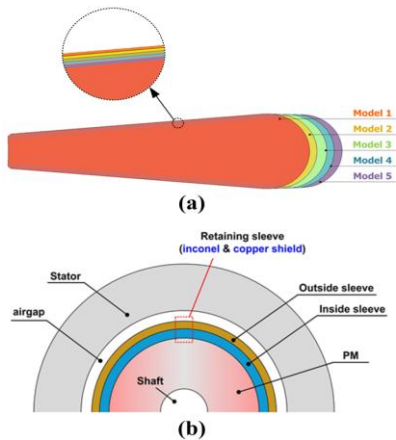 Model 1
Model 2
Model 3
Model 4
Model 5
(a)
Retaining sleeve
(inconel & copper shield)
Stator
Outside sleeve
Inside sleeve
airgap
PM
Shaft
(b)